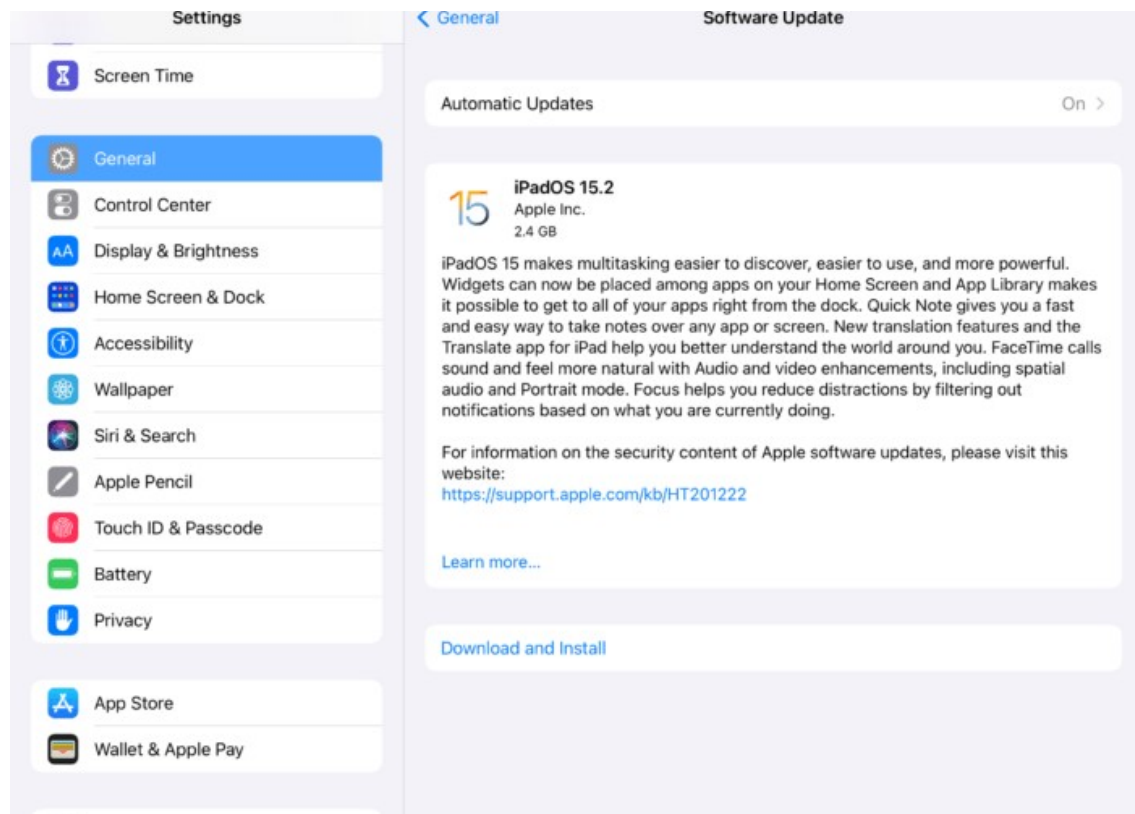 Settings
Screen Time
General
Control Center
AA Display & Brightness
Home Screen & Dock
Accessibility
Wallpaper
Siri & Search
Apple Pencil
Touch ID & Passcode
Battery
Privacy
App Store
Wallet & Apple Pay
General
Software Update
Automatic Updates On
15
iPadOS 15.2
Apple Inc.
2.4 GB
iPadOS 15 makes multitasking easier to discover, easier to use, and more powerful.
Widgets can now be placed among apps on your Home Screen and App Library makes
it possible to get to all of your apps right from the dock. Quick Note gives you a fast
and easy way to take notes over any app or screen. New translation features and the
Translate app for iPad help you better understand the world around you. FaceTime calls
sound and feel more natural with Audio and video enhancements, including spatial
audio and Portrait mode. Focus helps you reduce distractions by filtering out
notifications based on what you are currently doing.
For information on the security content of Apple software updates, please visit this
website:
https://support.apple.com/kb/HT201222
Learn more...
Download and Install